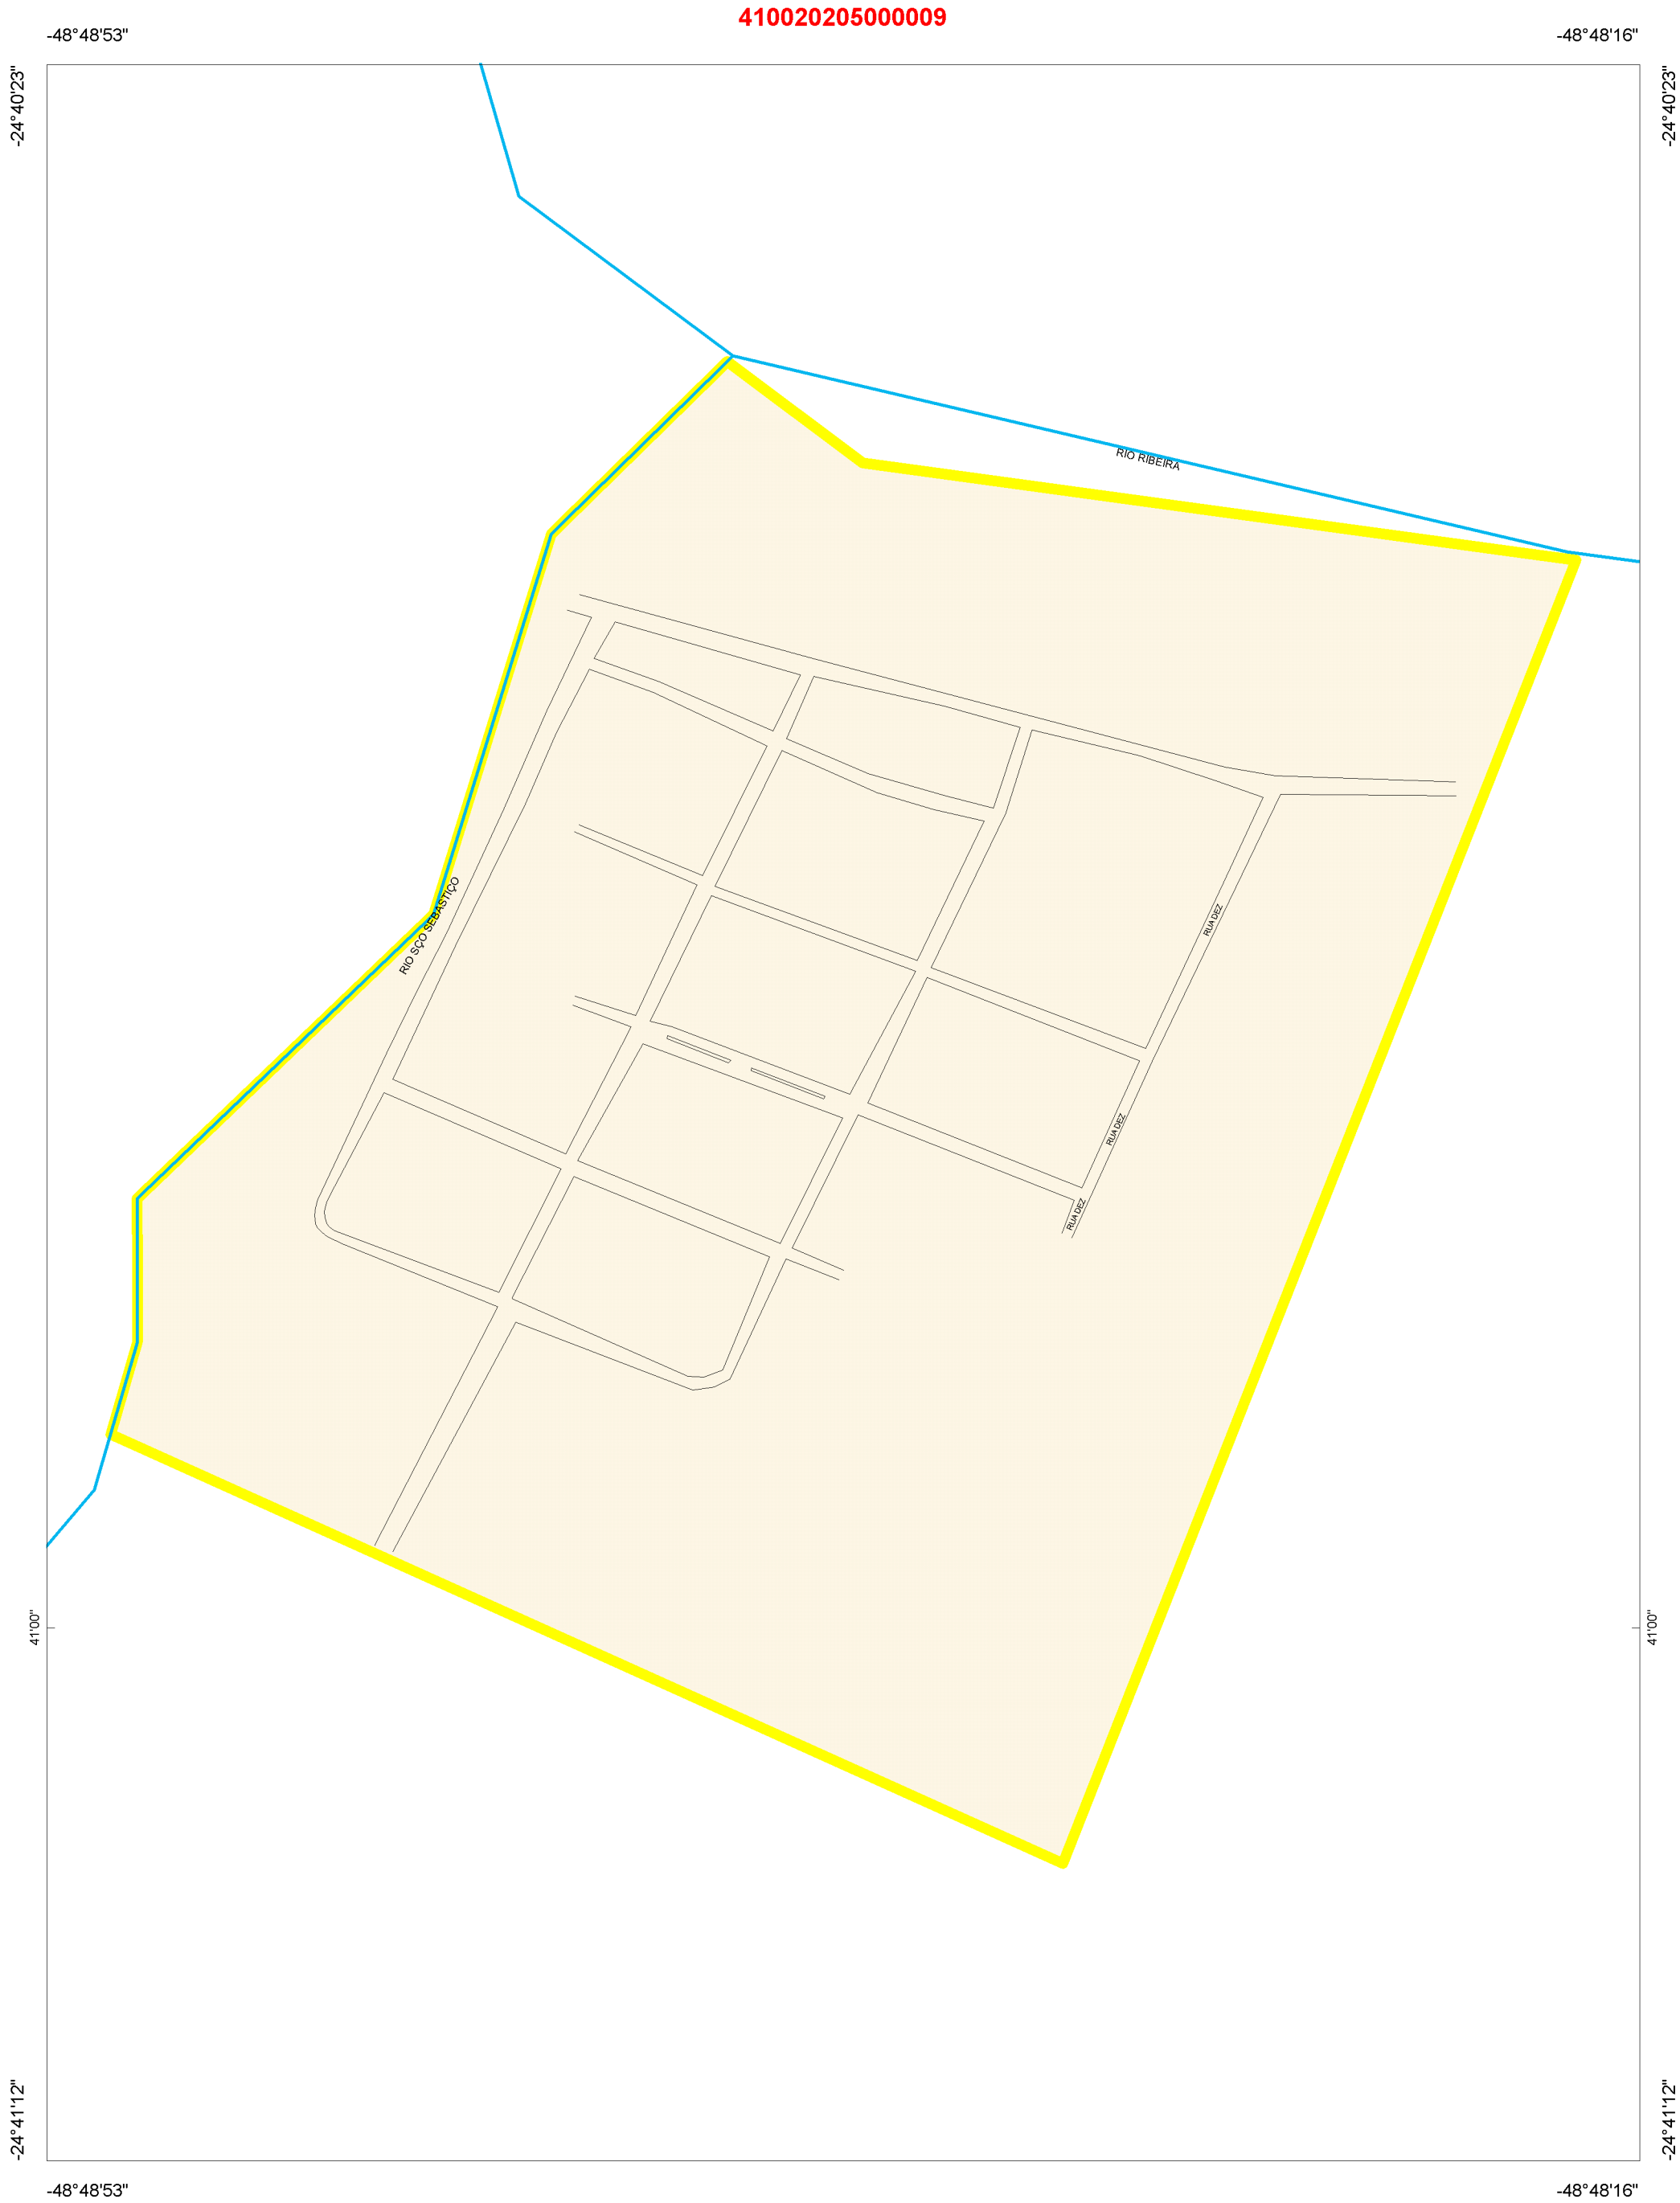 410020205000009
-48°48'53"
-48°48'16"
-24°40'23"
-24°40'23"
RIO RIBEIRA
RIO SÇO SEBASTIÇO
RUA DEZ
RUA DEZ
RUA DEZ
41'00"
41'00"
-24°41'12"
-24°41'12"
-48°48'53"
-48°48'16"